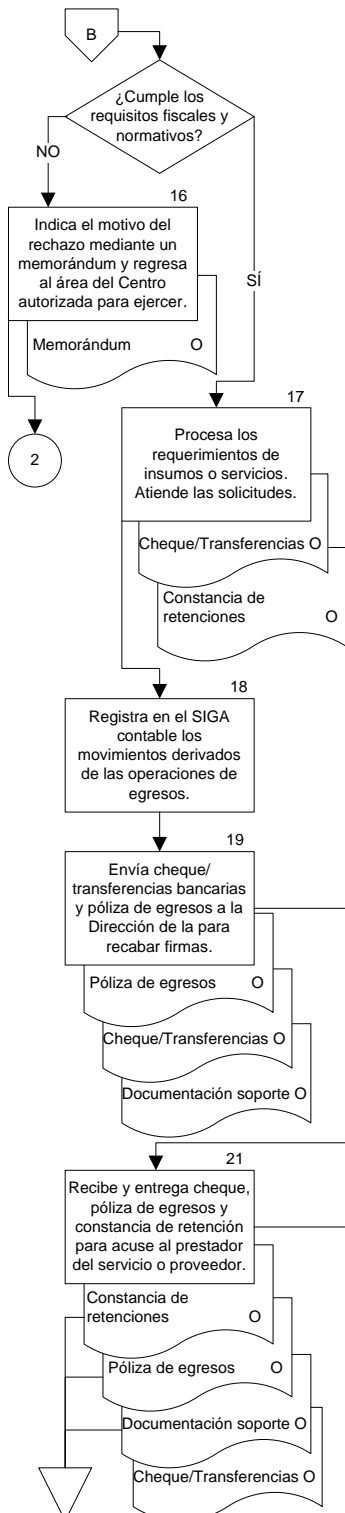 B
¿Cumple los
requisitos fiscales y
normativos?
NO
SÍ
16
Indica el motivo del
rechazo mediante un
memorándum y regresa
al área del Centro
autorizada para ejercer.
Memorándum O
2
17
Procesa los
requerimientos de
insumos o servicios.
Atiende las solicitudes.
Cheque/Transferencias O
Constancia de
retenciones O
18
Registra en el SIGA
contable los
movimientos derivados
de las operaciones de
egresos.
19
Envía cheque/
transferencias bancarias
y póliza de egresos a la
Dirección de la para
recabar firmas.
Póliza de egresos O
Cheque/Transferencias O
Documentación soporte O
21
Recibe y entrega cheque,
póliza de egresos y
constancia de retención
para acuse al prestador
del servicio o proveedor.
Constancia de
retenciones O
Póliza de egresos O
Documentación soporte O
Cheque/Transferencias O